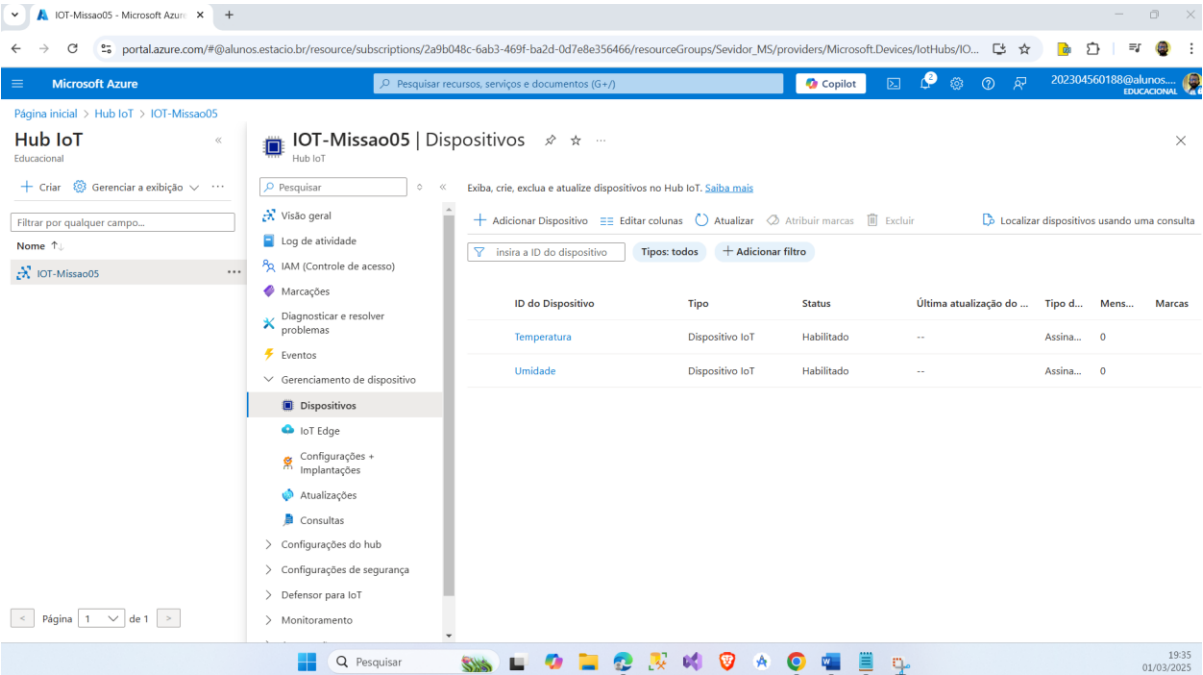 IOT-Missao05 - Microsoft Azure
portal.azure.com/#@alunos.estacio.br/resource/subscriptions/2a9b048c-6ab3-469f-ba2d-0d7e8e356466/resourceGroups/Sevidor_MS/providers/Microsoft.Devices/IotHubs/IO...
Microsoft Azure
Pesquisar recursos, serviços e documentos (G+/)
Copilot
2
202304560188@alunos....
EDUCACIONAL
Página inicial > Hub IoT > IOT-Missao05
Hub IoT
Educacional
+ Criar
Gerenciar a exibição
...
Filtrar por qualquer campo...
Nome ↑↓
IOT-Missao05
...
Página 1 de 1
IOT-Missao05 | Dispositivos
...
Hub IoT
Pesquisar
Visão geral
Log de atividade
IAM (Controle de acesso)
Marcações
Diagnosticar e resolver
problemas
Eventos
Gerenciamento de dispositivo
Dispositivos
IoT Edge
Configurações +
Implantações
Atualizações
Consultas
Configurações do hub
Configurações de segurança
Defensor para IoT
Monitoramento
Exiba, crie, exclua e atualize dispositivos no Hub IoT. Saiba mais
+ Adicionar Dispositivo
Editar colunas
Atualizar
Atribuir marcas
Excluir
Localizar dispositivos usando uma consulta
insira a ID do dispositivo
Tipos: todos
+ Adicionar filtro
ID do Dispositivo Tipo Status Última atualização do ... Tipo d... Mens... Marcas
Temperatura Dispositivo IoT Habilitado -- Assina... 0
Umidade Dispositivo IoT Habilitado -- Assina... 0
Pesquisar
19:35
01/03/2025